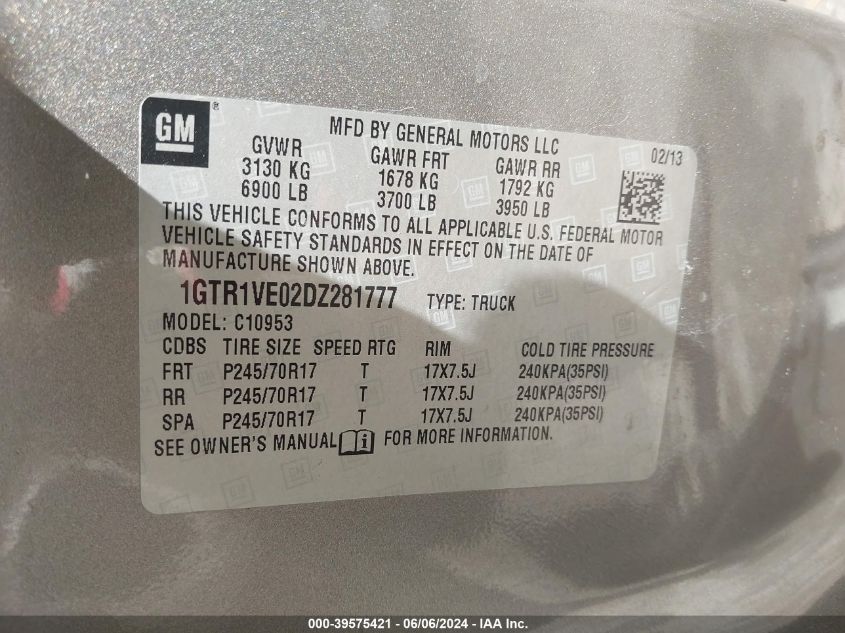 GM®
MFD BY GENERAL MOTORS LLC
GVWR GAWR FRT GAWR RR 02/13
3130 KG 1678 KG 1792 KG
6900 LB 3700 LB 3950 LB
THIS VEHICLE CONFORMS TO ALL APPLICABLE U.S. FEDERAL MOTOR
VEHICLE SAFETY STANDARDS IN EFFECT ON THE DATE OF
MANUFACTURE SHOWN ABOVE.
1GTR1VE02DZ281777 TYPE: TRUCK
MODEL: C10953
CDBS TIRE SIZE SPEED RTG RIM COLD TIRE PRESSURE
FRT P245/70R17 T 17X7.5J 240KPA(35PSI)
RR P245/70R17 T 17X7.5J 240KPA(35PSI)
SPA P245/70R17 T 17X7.5J 240KPA(35PSI)
SEE OWNER'S MANUAL FOR MORE INFORMATION.
000-39575421 - 06/06/2024 - IAA Inc.